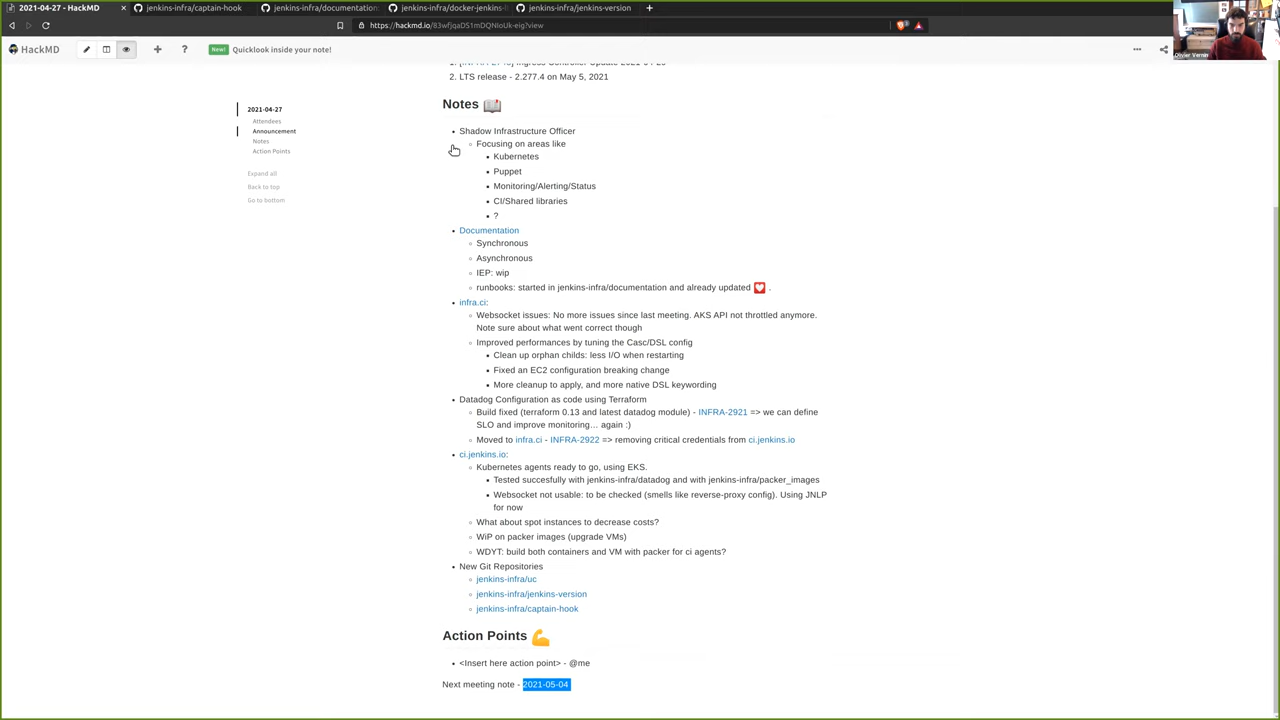 2021-04-27 - HackMD
jenkins-infra/captain-hook
jenkins-infra/documentation
jenkins-infra/docker-jenkins-
jenkins-infra/jenkins-version
https://hackmd.io/83wfjqaDS1mDQNIoUk-eig?view
HackMD
New!
Quicklook inside your note!
Olivier Vernin
2021-04-27
Attendees
Announcement
Notes
Action Points
Expand all
Back to top
Go to bottom
2. LTS release - 2.277.4 on May 5, 2021
Notes
Shadow Infrastructure Officer
Focusing on areas like
Kubernetes
Puppet
Monitoring/Alerting/Status
CI/Shared libraries
?
Documentation
Synchronous
Asynchronous
IEP: wip
runbooks: started in jenkins-infra/documentation and already updated .
infra.ci:
Websocket issues: No more issues since last meeting. AKS API not throttled anymore.
Note sure about what went correct though
Improved performances by tuning the Casc/DSL config
Clean up orphan childs: less I/O when restarting
Fixed an EC2 configuration breaking change
More cleanup to apply, and more native DSL keywording
Datadog Configuration as code using Terraform
Build fixed (terraform 0.13 and latest datadog module) - INFRA-2921 => we can define
SLO and improve monitoring... again :)
Moved to infra.ci - INFRA-2922 => removing critical credentials from ci.jenkins.io
ci.jenkins.io:
Kubernetes agents ready to go, using EKS.
Tested succesfully with jenkins-infra/datadog and with jenkins-infra/packer_images
Websocket not usable: to be checked (smells like reverse-proxy config). Using JNLP
for now
What about spot instances to decrease costs?
WiP on packer images (upgrade VMs)
WDYT: build both containers and VM with packer for ci agents?
New Git Repositories
jenkins-infra/uc
jenkins-infra/jenkins-version
jenkins-infra/captain-hook
Action Points
<Insert here action point> - @me
Next meeting note - 2021-05-04